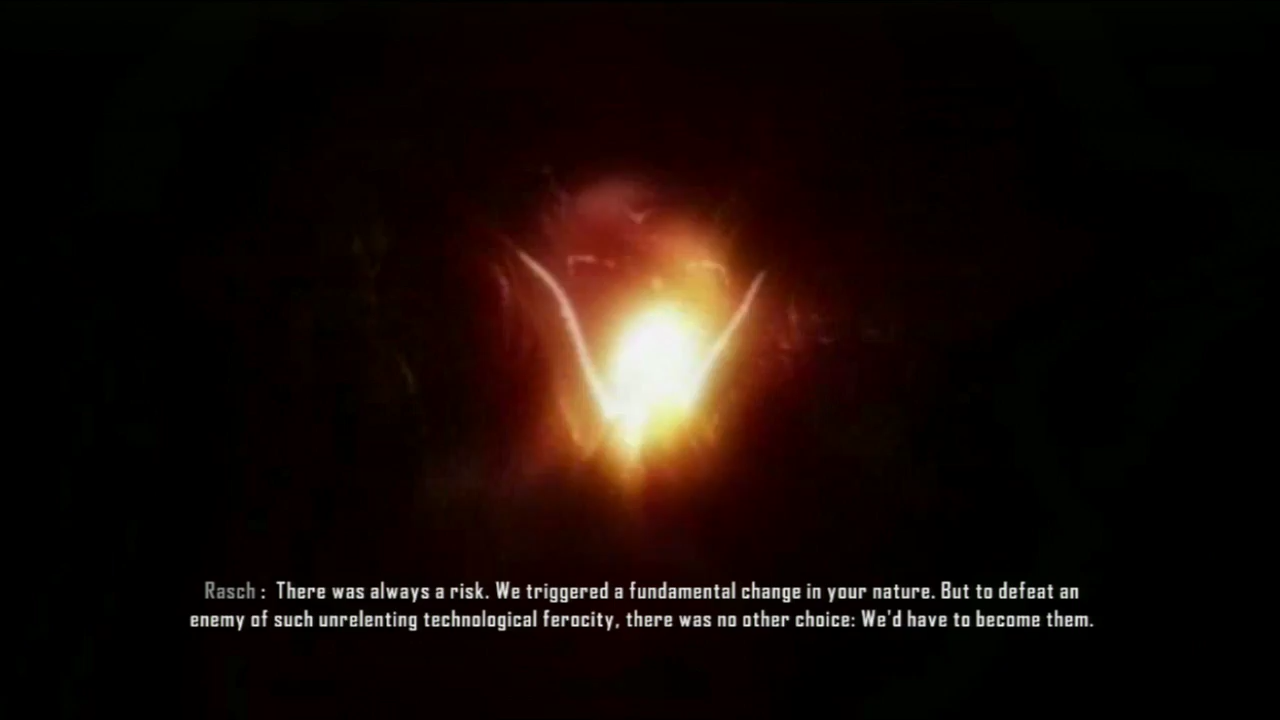 Rasch : There was always a risk. We triggered a fundamental change in your nature. But to defeat an
enemy of such unrelenting technological ferocity, there was no other choice: We'd have to become them.